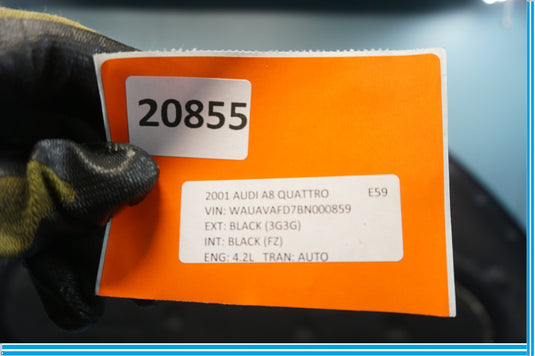 20855
2001 AUDI A8 QUATTRO E59
VIN: WAUAVAFD7BN000859
EXT: BLACK (3G3G)
INT: BLACK (FZ)
ENG: 4.2L TRAN: AUTO